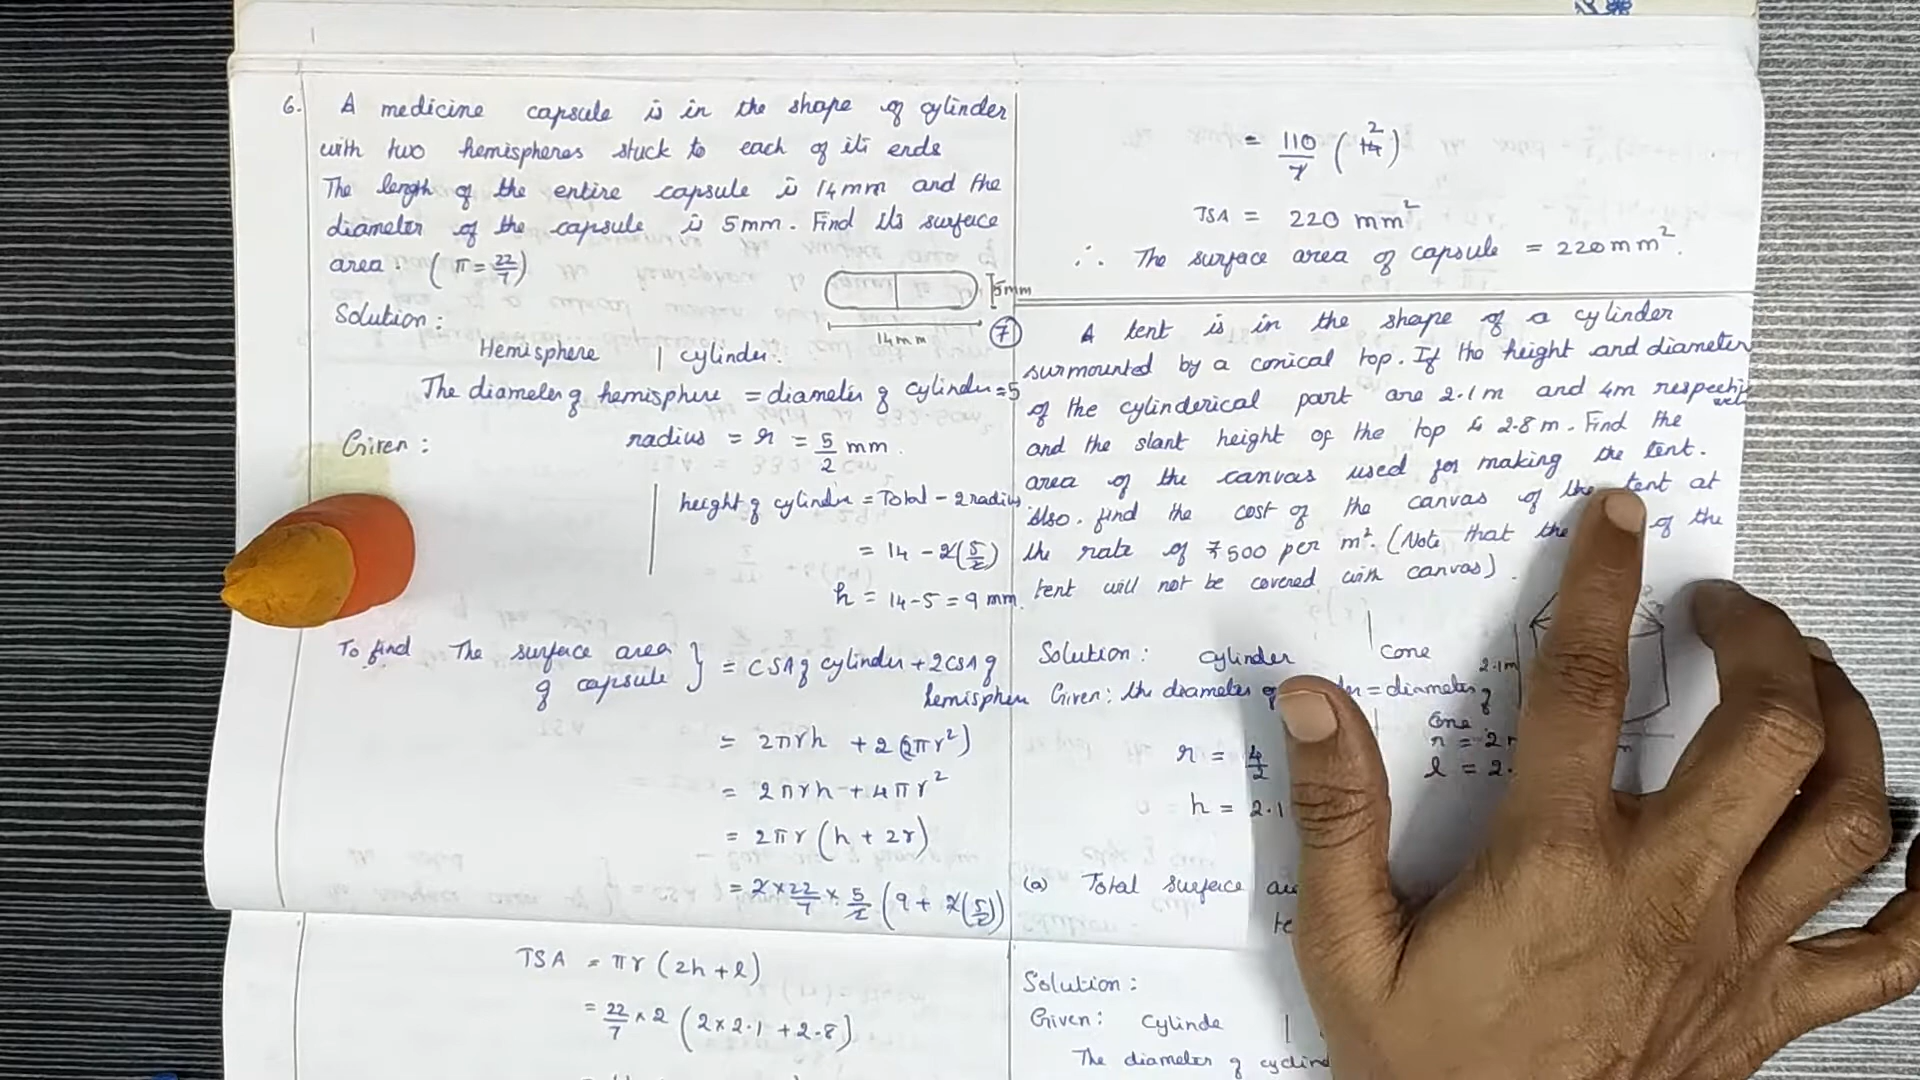 6. A medicine capsule is in the shape of cylinder
with two hemispheres stuck to each of its ends
The length of the entire capsule is 14mm and the
diameter of the capsule is 5mm. Find its surface
area. (π = 22/7)
5mm
14mm
Solution:
Hemisphere | cylinder.
The diameter of hemisphere = diameter of cylinder = 5
Given: radius = r = 5/2 mm.
height of cylinder = Total - 2 radius
= 14 - 2(5/2)
h = 14-5 = 9 mm.
To find The surface area of capsule } = CSA of cylinder + 2 CSA of
hemisphere
= 2πrh + 2(2πr²)
= 2πrh + 4πr²
= 2πr (h + 2r)
= 2 × 22/7 × 5/2 (9 + 2(5/2))
TSA = πr (2h + l)
= 22/7 × 2 (2 × 2.1 + 2.8)
= 110/7 (14) 2
TSA = 220 mm²
∴ The surface area of capsule = 220mm².
7 A tent is in the shape of a cylinder
surmounted by a conical top. If the height and diameter
of the cylinderical part are 2.1m and 4m
and the slant height of the top is 2.8m. Find the
area of the canvas used for making the tent.
Also, find the cost of the canvas of the tent at
the rate of ₹500 per m². (Note that the of the
tent will not be covered with canvas).
Solution: cylinder | cone
2.1m
Given: the diameter = diameter of
cone
r = 4/2
r = 2
l = 2.
h = 2.1
(a) Total surface
Solution:
Given: Cylinde |
The diameter of